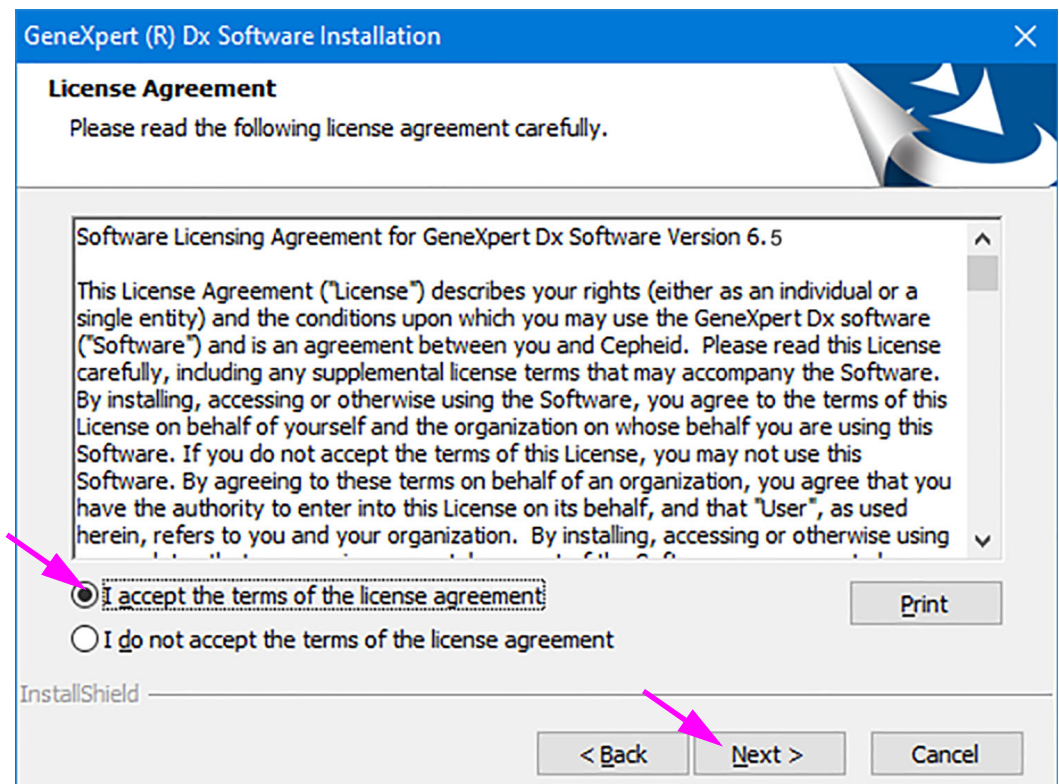 GeneXpert (R) Dx Software Installation
License Agreement
Please read the following license agreement carefully.
Software Licensing Agreement for GeneXpert Dx Software Version 6.5
This License Agreement ("License") describes your rights (either as an individual or a
single entity) and the conditions upon which you may use the GeneXpert Dx software
("Software") and is an agreement between you and Cepheid. Please read this License
carefully, including any supplemental license terms that may accompany the Software.
By installing, accessing or otherwise using the Software, you agree to the terms of this
License on behalf of yourself and the organization on whose behalf you are using this
Software. If you do not accept the terms of this License, you may not use this
Software. By agreeing to these terms on behalf of an organization, you agree that you
have the authority to enter into this License on its behalf, and that "User", as used
herein, refers to you and your organization. By installing, accessing or otherwise using
I accept the terms of the license agreement
Print
I do not accept the terms of the license agreement
InstallShield
< Back
Next >
Cancel